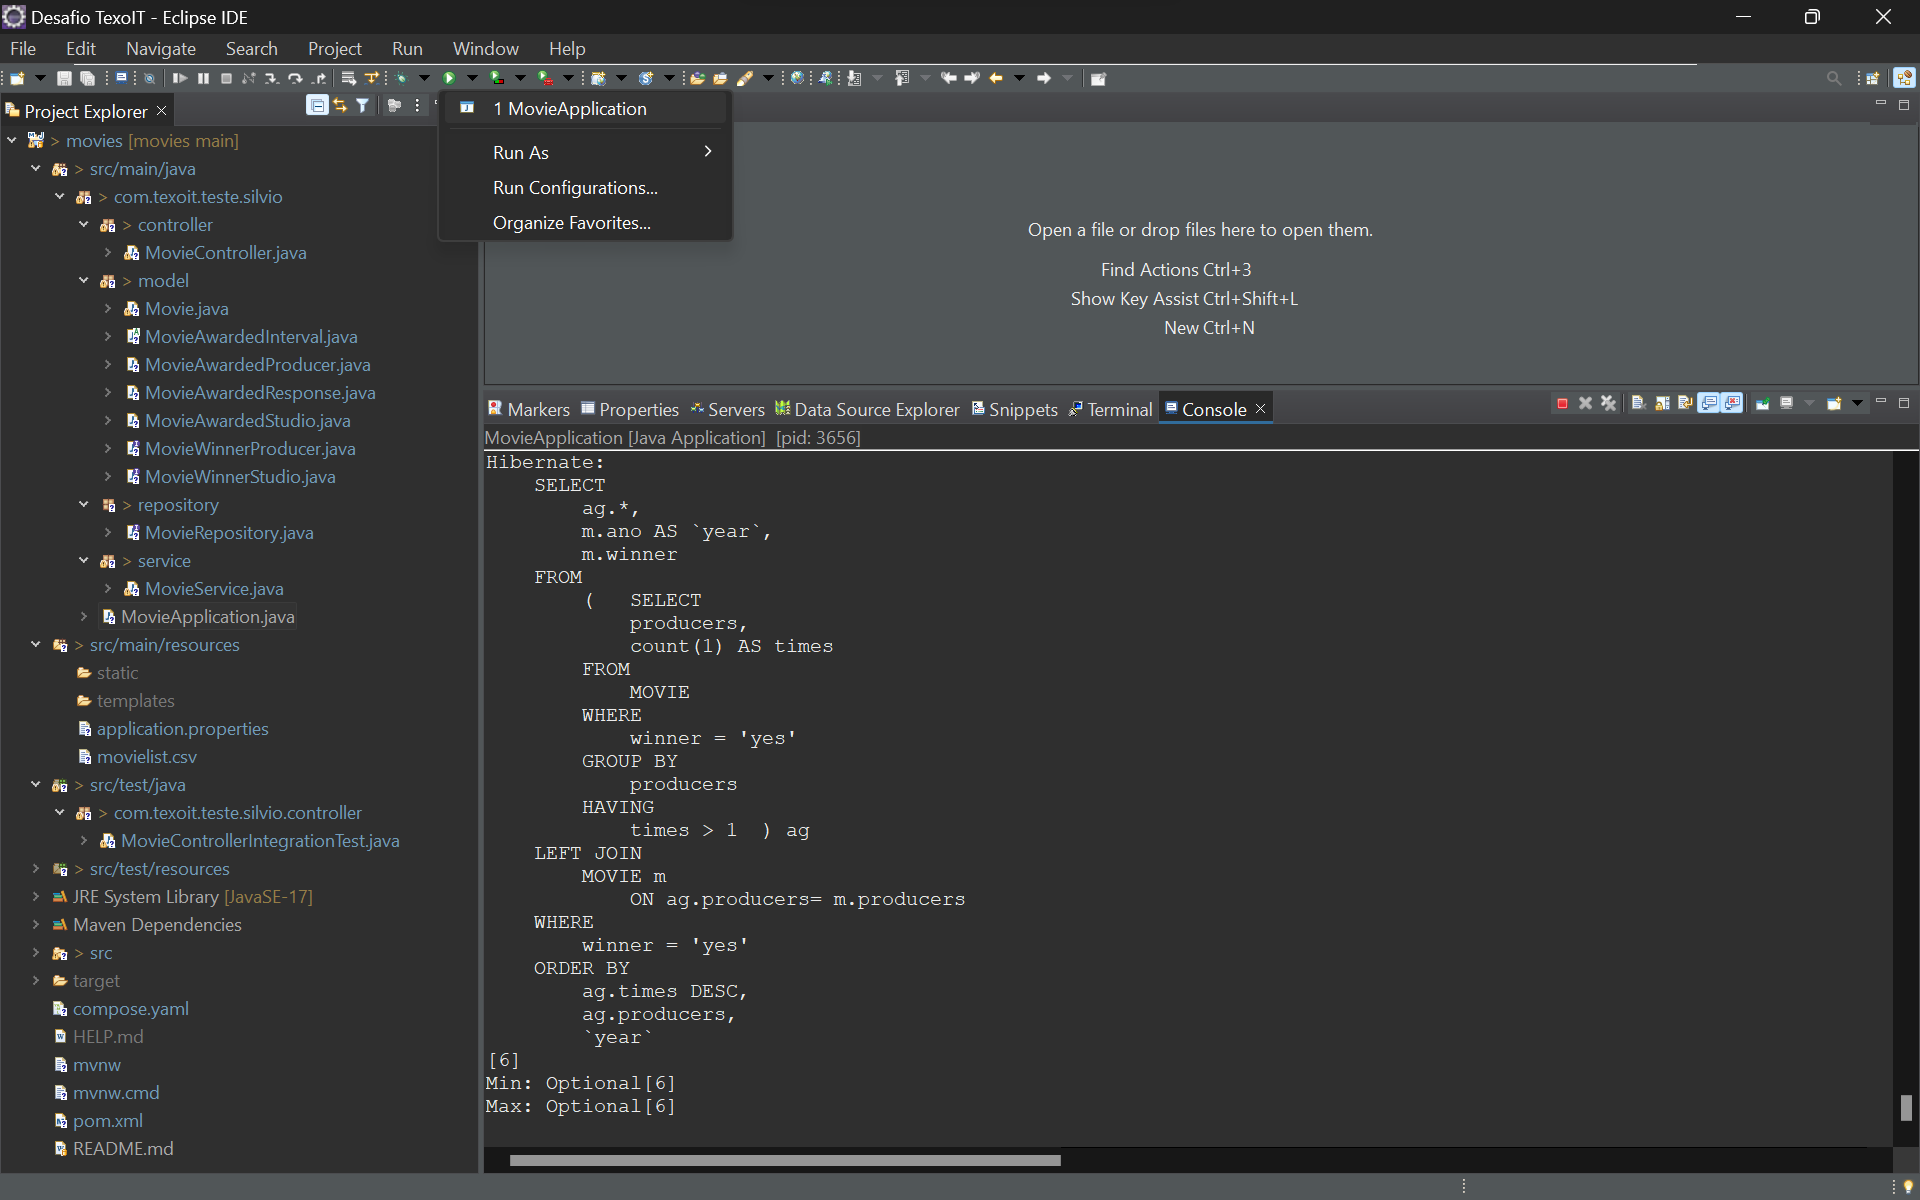 Desafio TexoIT - Eclipse IDE
File Edit Navigate Search Project Run Window Help
Project Explorer
1 MovieApplication
Run As
Run Configurations...
Organize Favorites...
> movies [movies main]
> src/main/java
> com.texoit.teste.silvio
> controller
MovieController.java
> model
Movie.java
MovieAwardedInterval.java
MovieAwardedProducer.java
MovieAwardedResponse.java
MovieAwardedStudio.java
MovieWinnerProducer.java
MovieWinnerStudio.java
> repository
MovieRepository.java
> service
MovieService.java
MovieApplication.java
> src/main/resources
static
templates
application.properties
movielist.csv
> src/test/java
> com.texoit.teste.silvio.controller
MovieControllerIntegrationTest.java
> src/test/resources
JRE System Library [JavaSE-17]
Maven Dependencies
> src
target
compose.yaml
HELP.md
mvnw
mvnw.cmd
pom.xml
README.md
Open a file or drop files here to open them.
Find Actions Ctrl+3
Show Key Assist Ctrl+Shift+L
New Ctrl+N
Markers Properties Servers Data Source Explorer Snippets Terminal Console
MovieApplication [Java Application] [pid: 3656]
Hibernate:
SELECT
ag.*,
m.ano AS `year`,
m.winner
FROM
( SELECT
producers,
count(1) AS times
FROM
MOVIE
WHERE
winner = 'yes'
GROUP BY
producers
HAVING
times > 1 ) ag
LEFT JOIN
MOVIE m
ON ag.producers= m.producers
WHERE
winner = 'yes'
ORDER BY
ag.times DESC,
ag.producers,
`year`
[6]
Min: Optional[6]
Max: Optional[6]